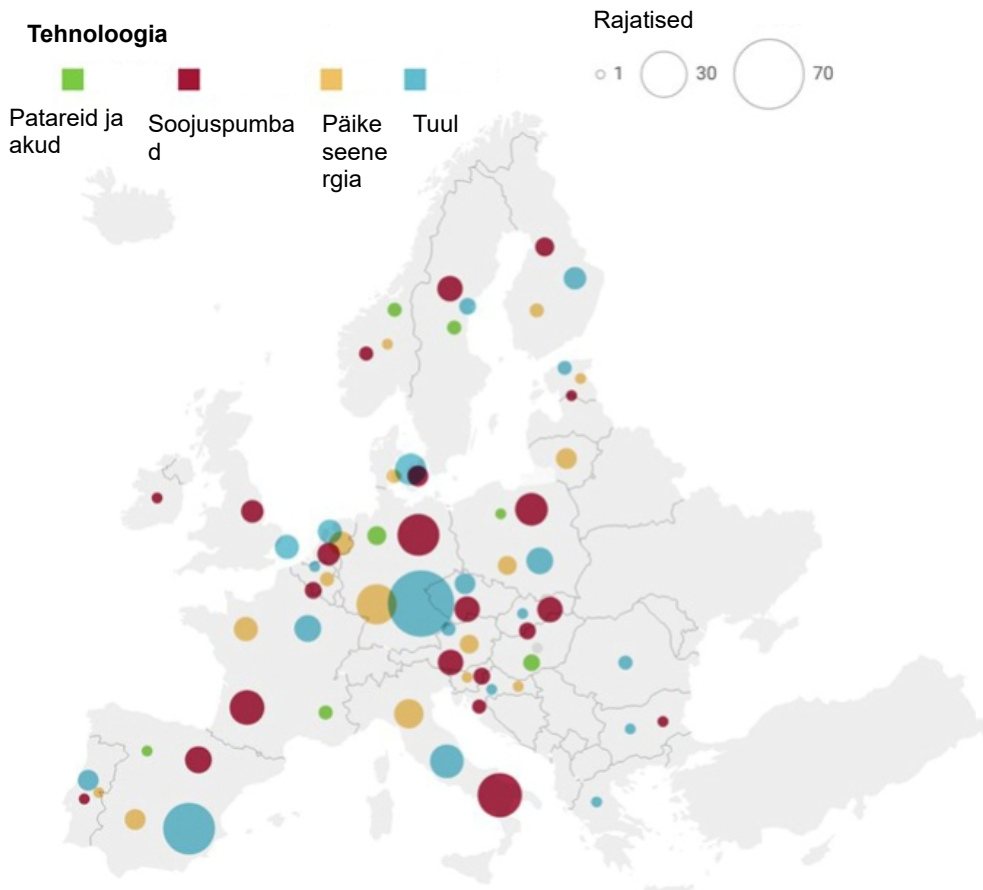 Tehnoloogia
Rajatised
1
30
70
Patareid ja
akud
Soojuspumba
d
Päike
seene
rgia
Tuul